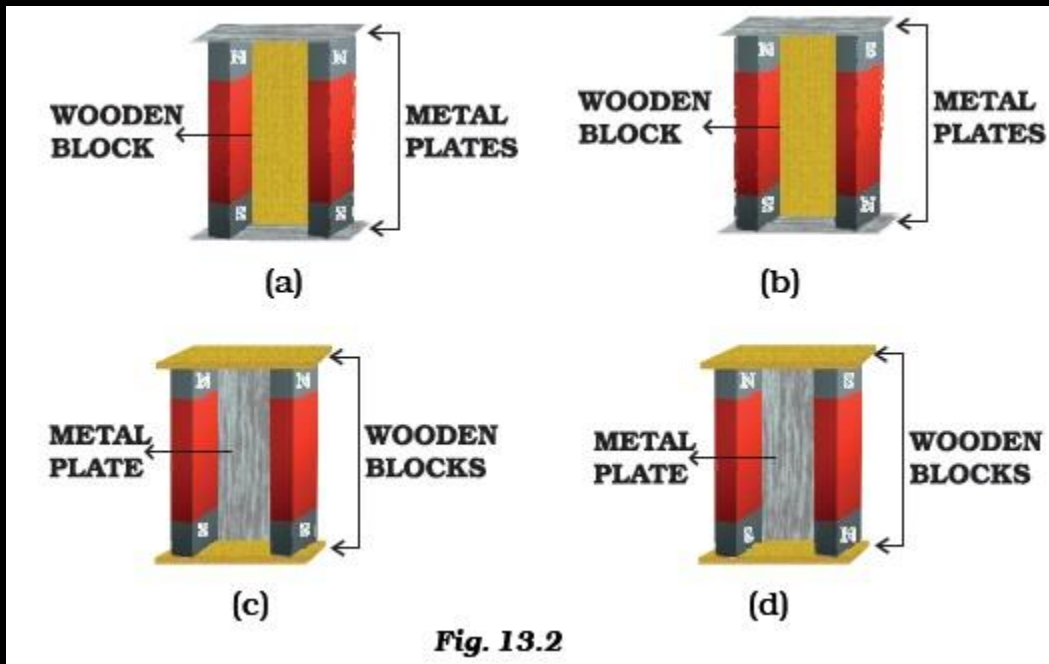 N N
WOODEN
BLOCK
METAL
PLATES
S S
(a)
N S
WOODEN
BLOCK
METAL
PLATES
S
(b)
N N
METAL
PLATE
WOODEN
BLOCKS
S S
(c)
N S
METAL
PLATE
WOODEN
BLOCKS
S N
(d)
Fig. 13.2